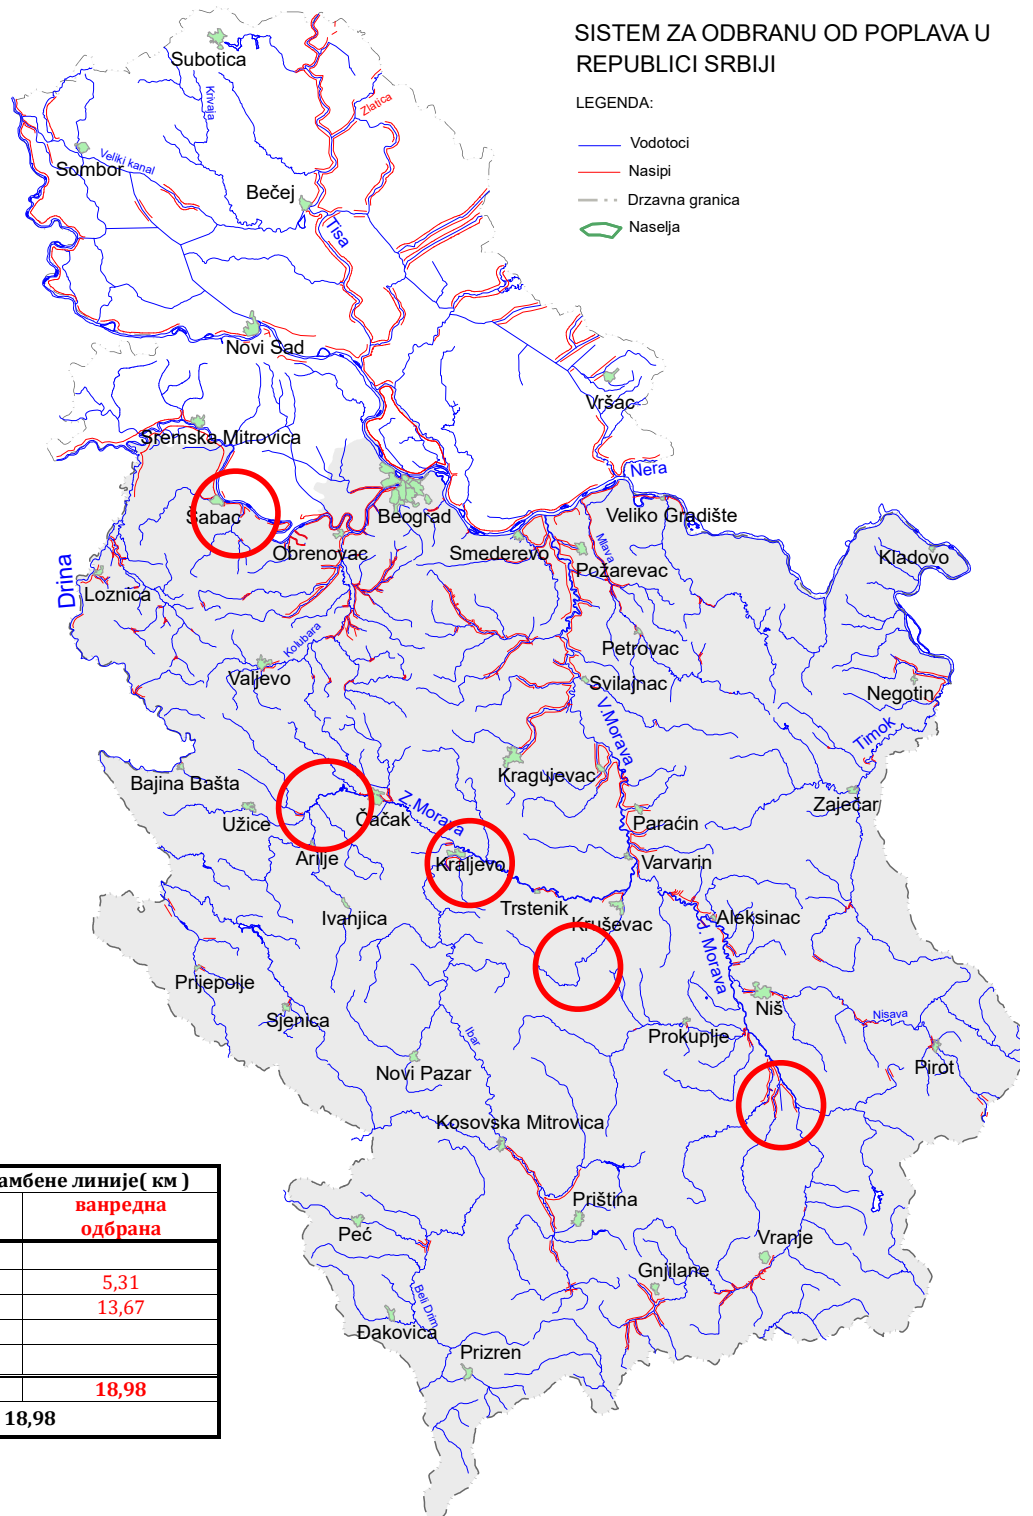 SISTEM ZA ODBRANU OD POPLAVA U
REPUBLICI SRBIJI
LEGENDA:
Vodotoci
Nasipi
Drzavna granica
Naselja
Subotica
Krivaja
Zlatica
Sombor
Veliki kanal
Bečej
Tisa
Novi Sad
Vršac
Sremska Mitrovica
Nera
Šabac
Beograd
Veliko Gradište
Obrenovac
Smederevo
Mlava
Požarevac
Kladovo
Drina
Loznica
Kolubara
Petrovac
Valjevo
Svilajnac
Negotin
V.Morava
Timok
Kragujevac
Bajina Bašta
Zaječar
Užice
Čačak
Z.Morava
Paraćin
Arilje
Kraljevo
Varvarin
Trstenik
Ivanjica
Kruševac
Aleksinac
J. Morava
Prijepolje
Niš
Sjenica
Nisava
Ibar
Prokuplje
Pirot
Novi Pazar
Kosovska Mitrovica
Priština
Peć
Vranje
Gnjilane
Beli Drim
Đakovica
Prizren
амбене линије( км )
ванредна
одбрана
5,31
13,67
18,98
18,98